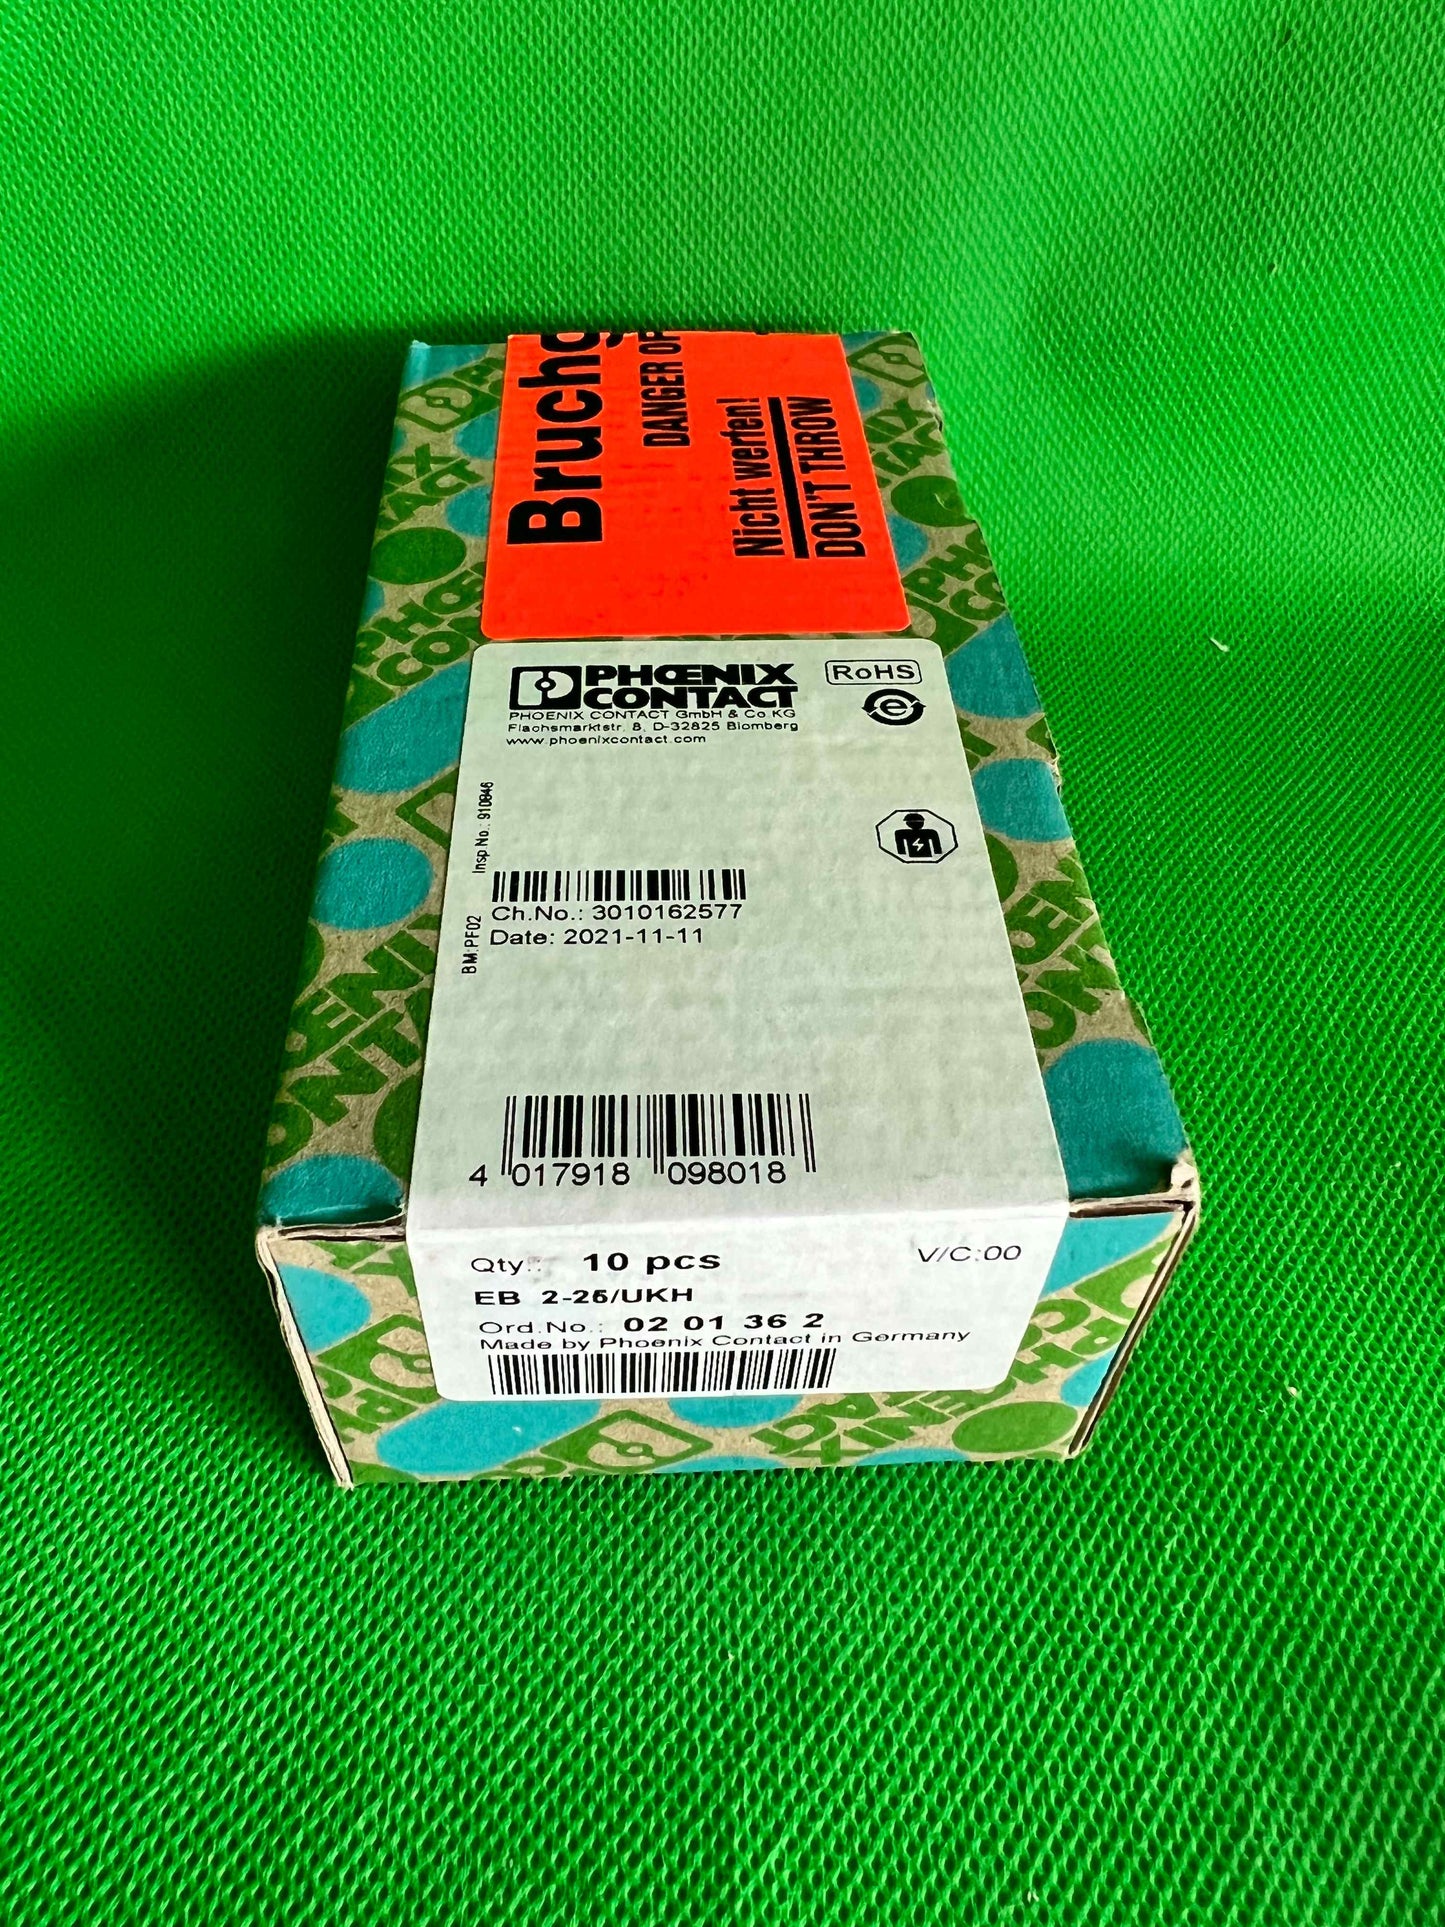 Bruchg
DANGER OF
Nicht werfen!
DON'T THROW
PHŒNIX
CONTACT
RoHS
e
PHOENIX CONTACT GmbH & Co KG
Flachsmarktstr. 8, D-32825 Blomberg
www.phoenixcontact.com
Insp.No.: 910846
BM:PF02
Ch.No.: 3010162577
Date: 2021-11-11
4 017918 098018
Qty.: 10 pcs
V/C:00
EB 2-25/UKH
Ord.No.: 02 01 36 2
Made by Phoenix Contact in Germany